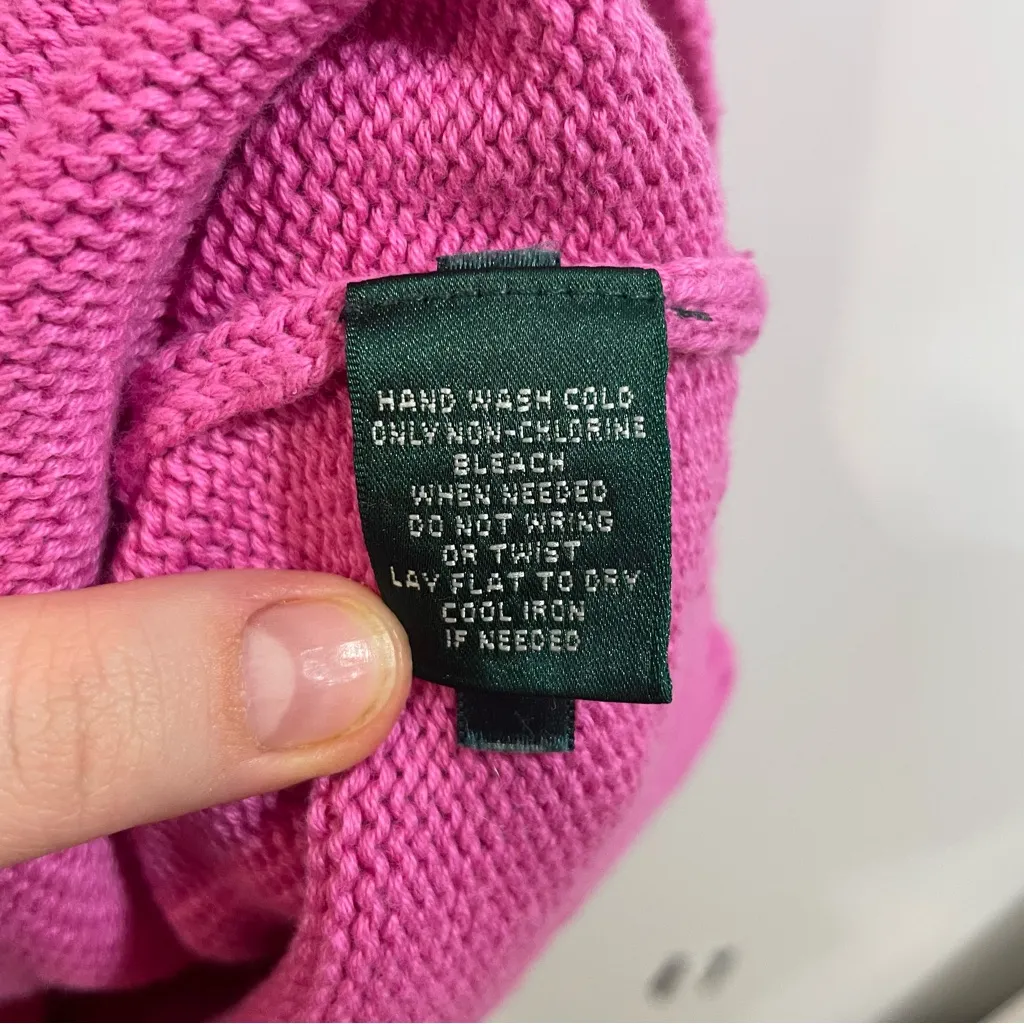 HAND WASH COLD
ONLY NON-CHLORINE
BLEACH
WHEN NEEDED
DO NOT WRING
OR TWIST
LAY FLAT TO DRY
COOL IRON
IF NEEDED